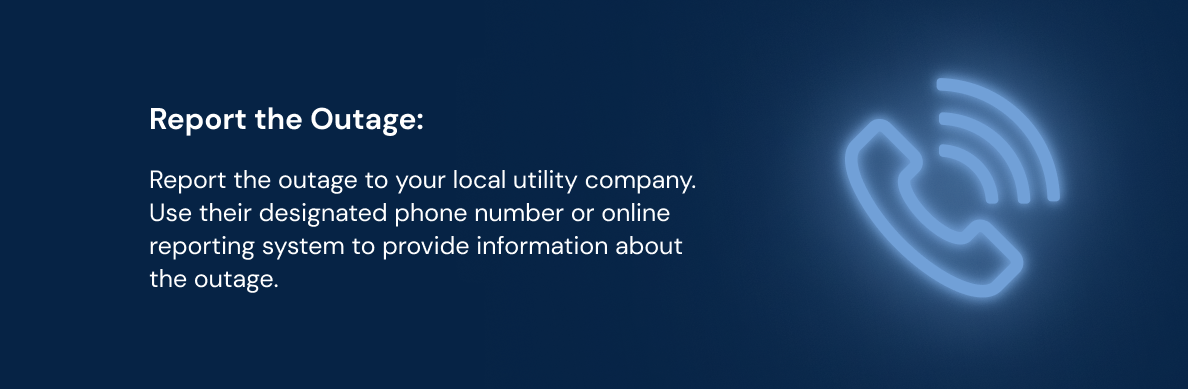 Report the Outage:
Report the outage to your local utility company.
Use their designated phone number or online
reporting system to provide information about
the outage.